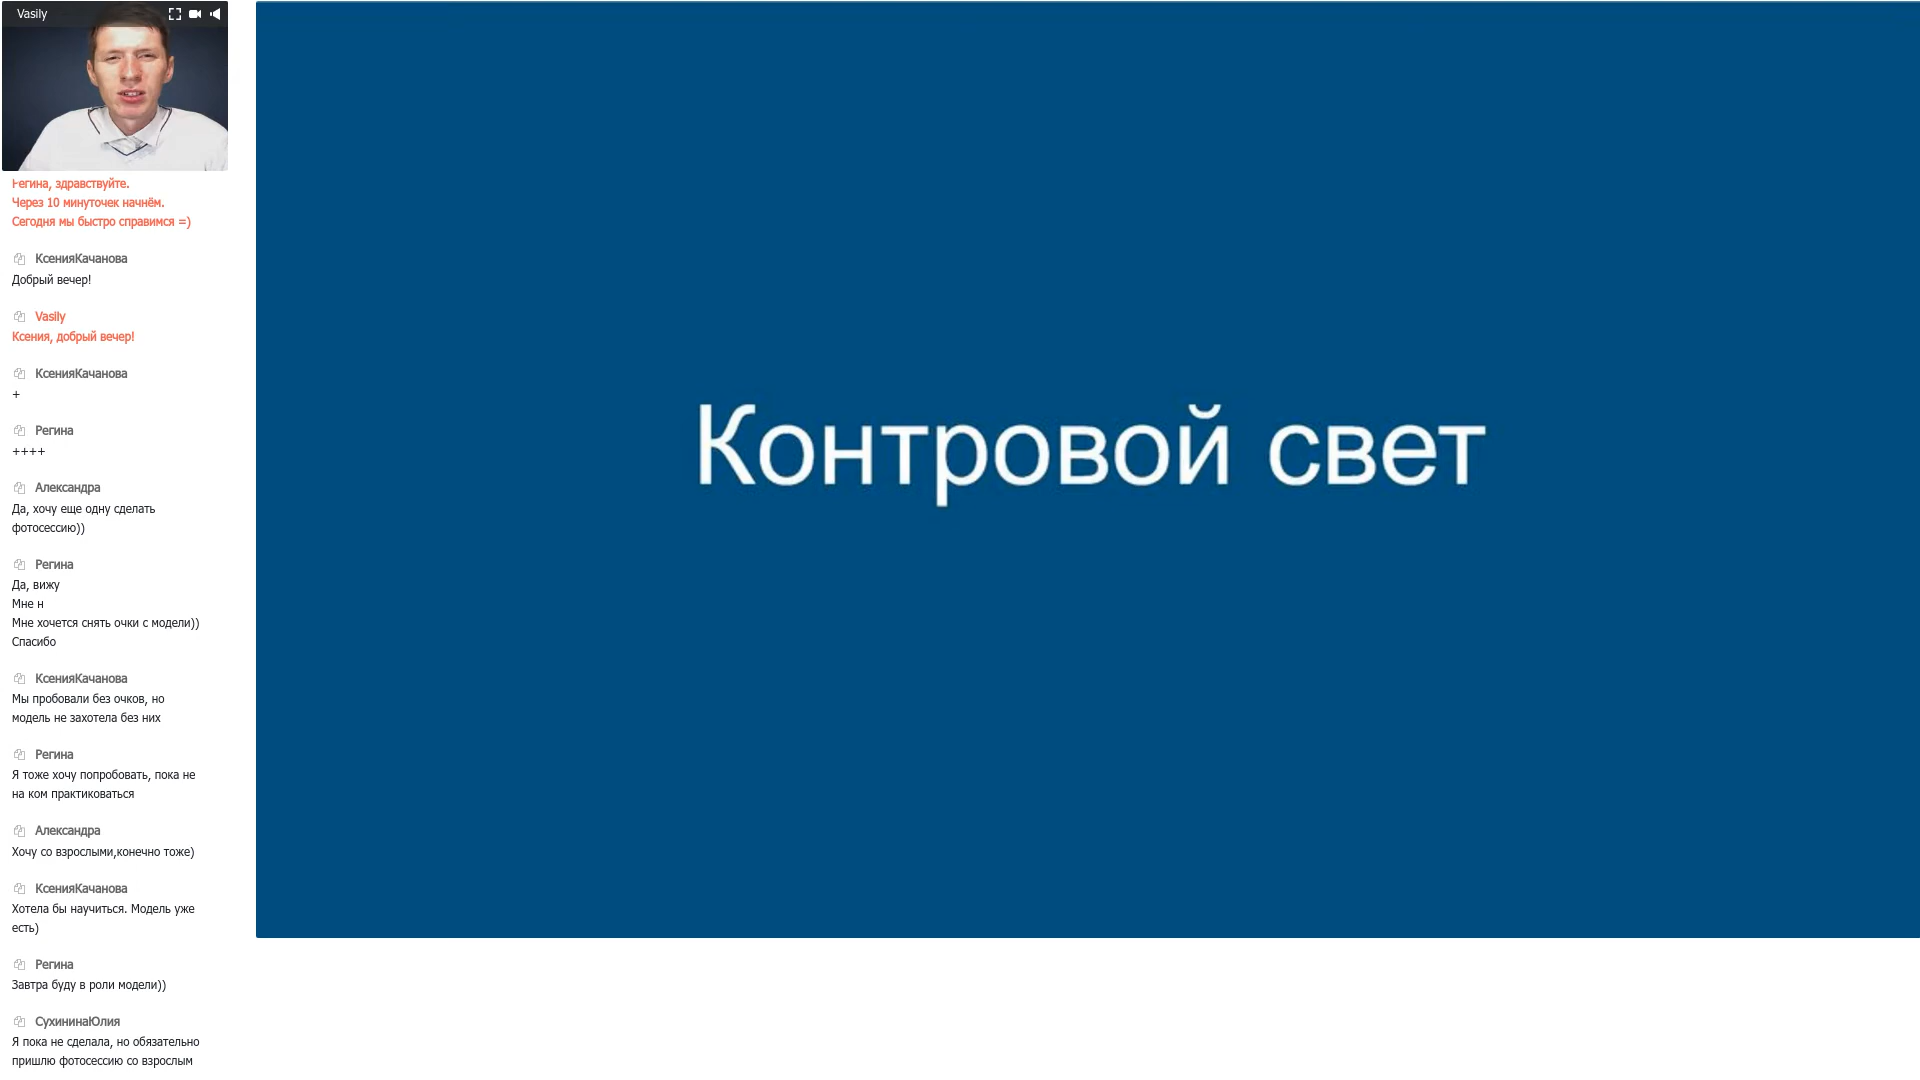 Vasily
Регина, здравствуйте.
Через 10 минуточек начнём.
Сегодня мы быстро справимся =)
КсенияКачанова
Добрый вечер!
Vasily
Ксения, добрый вечер!
КсенияКачанова
+
Регина
++++
Александра
Да, хочу еще одну сделать
фотосессию))
Регина
Да, вижу
Мне н
Мне хочется снять очки с модели))
Спасибо
КсенияКачанова
Мы пробовали без очков, но
модель не захотела без них
Регина
Я тоже хочу попробовать, пока не
на ком практиковаться
Александра
Хочу со взрослыми,конечно тоже)
КсенияКачанова
Хотела бы научиться. Модель уже
есть)
Регина
Завтра буду в роли модели))
СухининаЮлия
Я пока не сделала, но обязательно
пришлю фотосессию со взрослым
Контровой свет